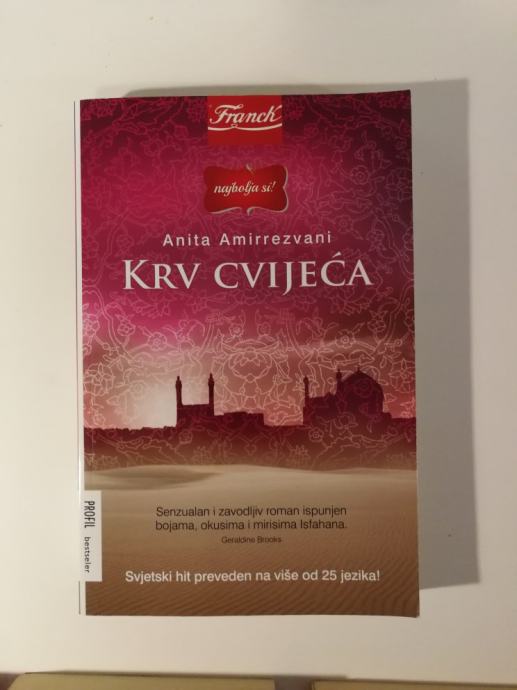 Franck
najbolja si!
Anita Amirrezvani
KRV CVIJEĆA
Senzualan i zavodljiv roman ispunjen
bojama, okusima i mirisima Isfahana.
Geraldine Brooks
Svjetski hit preveden na više od 25 jezika!
PROFIL bestseler